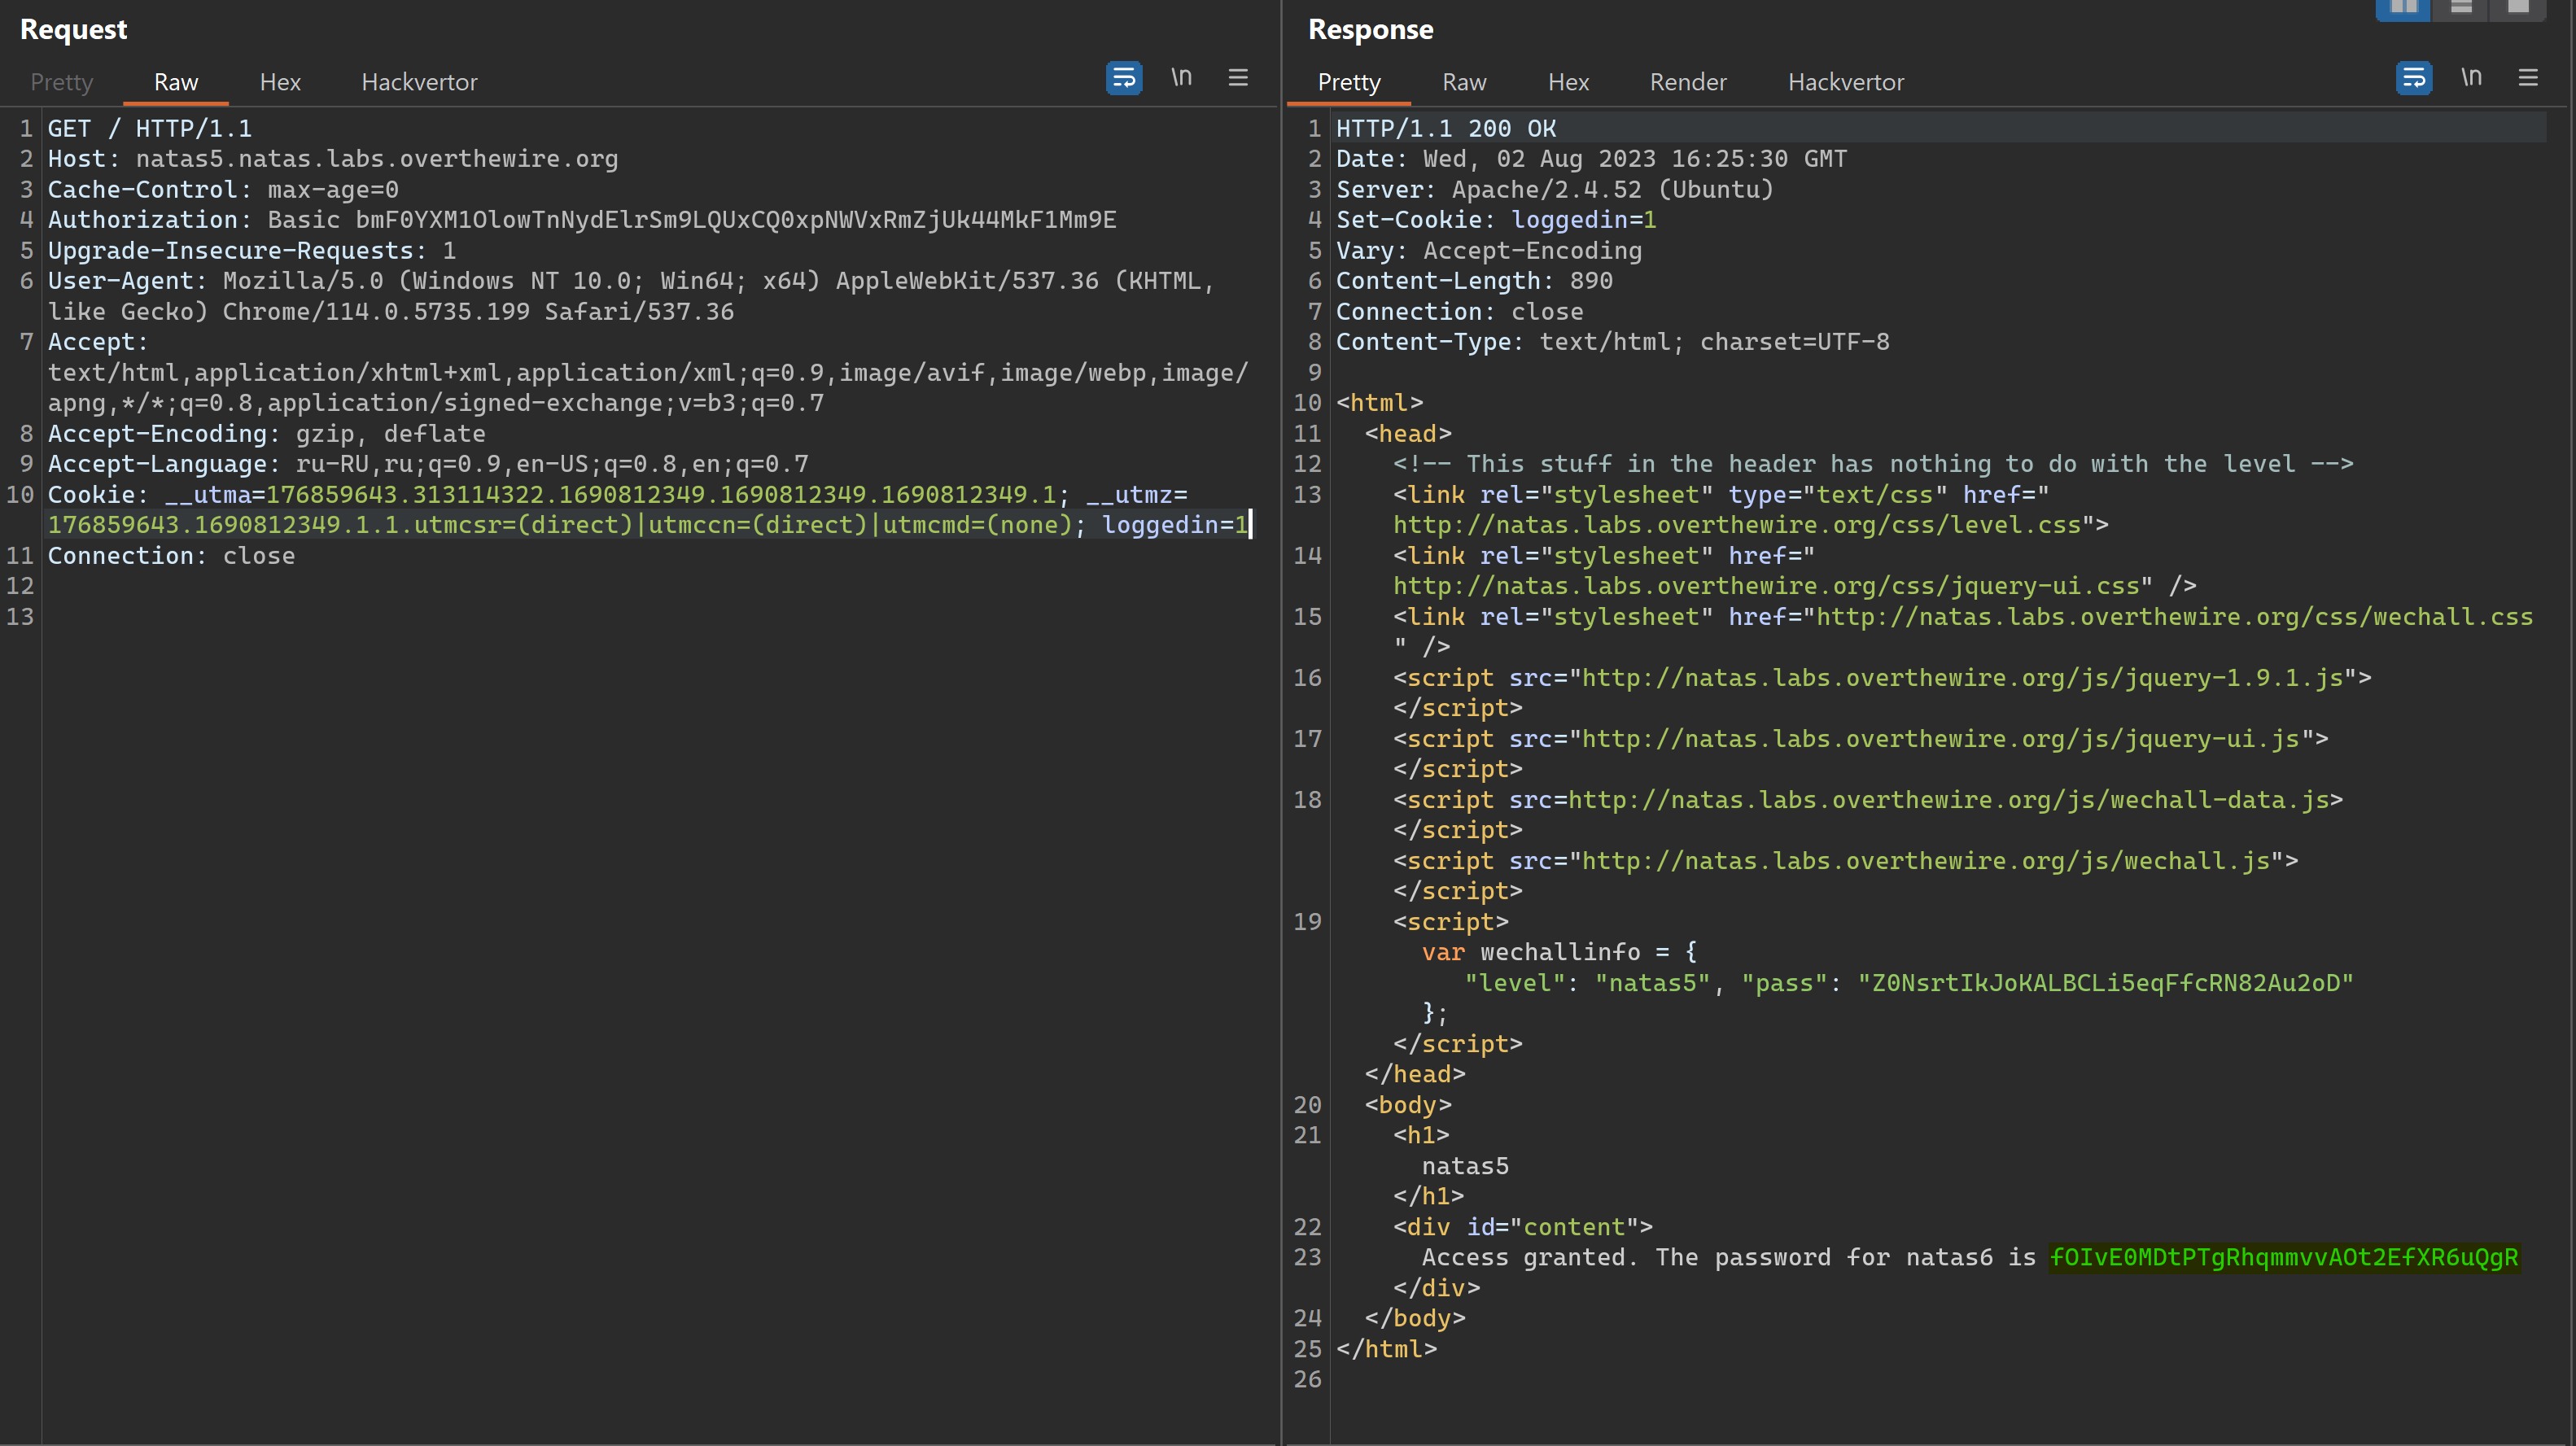 Request
Pretty Raw Hex Hackvertor \n
1 GET / HTTP/1.1
2 Host: natas5.natas.labs.overthewire.org
3 Cache-Control: max-age=0
4 Authorization: Basic bmF0YXM1OlowTnNydElrSm9LQUxCQ0xpNWVxRmZjUk44MkF1Mm9E
5 Upgrade-Insecure-Requests: 1
6 User-Agent: Mozilla/5.0 (Windows NT 10.0; Win64; x64) AppleWebKit/537.36 (KHTML,
like Gecko) Chrome/114.0.5735.199 Safari/537.36
7 Accept:
text/html,application/xhtml+xml,application/xml;q=0.9,image/avif,image/webp,image/
apng,*/*;q=0.8,application/signed-exchange;v=b3;q=0.7
8 Accept-Encoding: gzip, deflate
9 Accept-Language: ru-RU,ru;q=0.9,en-US;q=0.8,en;q=0.7
10 Cookie: __utma=176859643.313114322.1690812349.1690812349.1690812349.1; __utmz=
176859643.1690812349.1.1.utmcsr=(direct)|utmccn=(direct)|utmcmd=(none); loggedin=1
11 Connection: close
12
13
Response
Pretty Raw Hex Render Hackvertor \n
1 HTTP/1.1 200 OK
2 Date: Wed, 02 Aug 2023 16:25:30 GMT
3 Server: Apache/2.4.52 (Ubuntu)
4 Set-Cookie: loggedin=1
5 Vary: Accept-Encoding
6 Content-Length: 890
7 Connection: close
8 Content-Type: text/html; charset=UTF-8
9
10 <html>
11 <head>
12 <!-- This stuff in the header has nothing to do with the level -->
13 <link rel="stylesheet" type="text/css" href="
http://natas.labs.overthewire.org/css/level.css">
14 <link rel="stylesheet" href="
http://natas.labs.overthewire.org/css/jquery-ui.css" />
15 <link rel="stylesheet" href="http://natas.labs.overthewire.org/css/wechall.css
" />
16 <script src="http://natas.labs.overthewire.org/js/jquery-1.9.1.js">
</script>
17 <script src="http://natas.labs.overthewire.org/js/jquery-ui.js">
</script>
18 <script src=http://natas.labs.overthewire.org/js/wechall-data.js>
</script>
<script src="http://natas.labs.overthewire.org/js/wechall.js">
</script>
19 <script>
var wechallinfo = {
"level": "natas5", "pass": "Z0NsrtIkJoKALBCLi5eqFfcRN82Au2oD"
};
</script>
</head>
20 <body>
21 <h1>
natas5
</h1>
22 <div id="content">
23 Access granted. The password for natas6 is fOIvE0MDtPTgRhqmmvvAOt2EfXR6uQgR
</div>
24 </body>
25 </html>
26